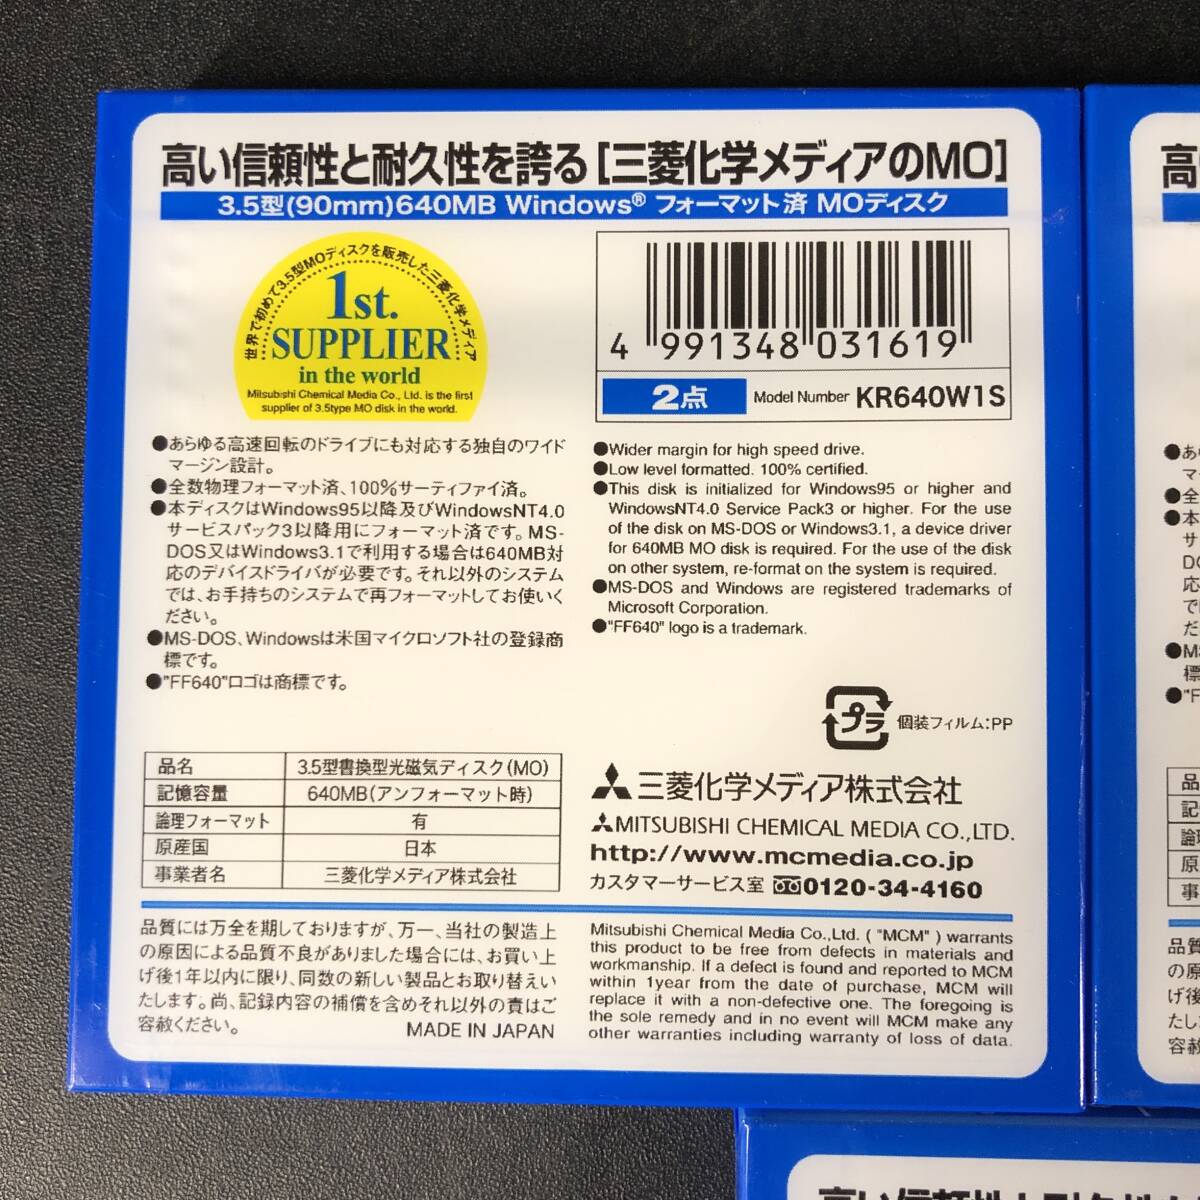 高い信頼性と耐久性を誇る[三菱化学メディアのMO]
3.5型(90mm)640MB Windows® フォーマット済 MOディスク
世界で初めて3.5型MOディスクを販売した三菱化学メディア
1st.
SUPPLIER
in the world
Mitsubishi Chemical Media Co., Ltd. is the first
supplier of 3.5type MO disk in the world.
4 991348 031619
2点 Model Number KR640W1S
●あらゆる高速回転のドライブにも対応する独自のワイド
マージン設計。
●全数物理フォーマット済、100%サーティファイ済。
●本ディスクはWindows95以降及びWindowsNT4.0
サービスパック3以降用にフォーマット済です。MS-
DOS又はWindows3.1で利用する場合は640MB対
応のデバイスドライバが必要です。それ以外のシステム
では、お手持ちのシステムで再フォーマットしてお使いく
ださい。
●MS-DOS、Windowsは米国マイクロソフト社の登録商
標です。
●"FF640"ロゴは商標です。
●Wider margin for high speed drive.
●Low level formatted. 100% certified.
●This disk is initialized for Windows95 or higher and
WindowsNT4.0 Service Pack3 or higher. For the use
of the disk on MS-DOS or Windows3.1, a device driver
for 640MB MO disk is required. For the use of the disk
on other system, re-format on the system is required.
●MS-DOS and Windows are registered trademarks of
Microsoft Corporation.
●"FF640" logo is a trademark.
プラ 個装フィルム:PP
品名 3.5型書換型光磁気ディスク(MO)
記憶容量 640MB(アンフォーマット時)
論理フォーマット 有
原産国 日本
事業者名 三菱化学メディア株式会社
三菱化学メディア株式会社
MITSUBISHI CHEMICAL MEDIA CO.,LTD.
http://www.mcmedia.co.jp
カスタマーサービス室 0120-34-4160
品質には万全を期しておりますが、万一、当社の製造上
の原因による品質不良がありました場合には、お買い上
げ後1年以内に限り、同数の新しい製品とお取り替えい
たします。尚、記録内容の補償を含めそれ以外の責はご
容赦ください。
MADE IN JAPAN
Mitsubishi Chemical Media Co.,Ltd. ( "MCM" ) warrants
this product to be free from defects in materials and
workmanship. If a defect is found and reported to MCM
within 1year from the date of purchase, MCM will
replace it with a non-defective one. The foregoing is
the sole remedy and in no event will MCM make any
other warranties including warranty of loss of data.
高
●あ
マ
●全
●本
サ
DO
応
で
だ
●MS
標
●"F
品
記
論
原
事
品質
の原
げ後
たし
容赦